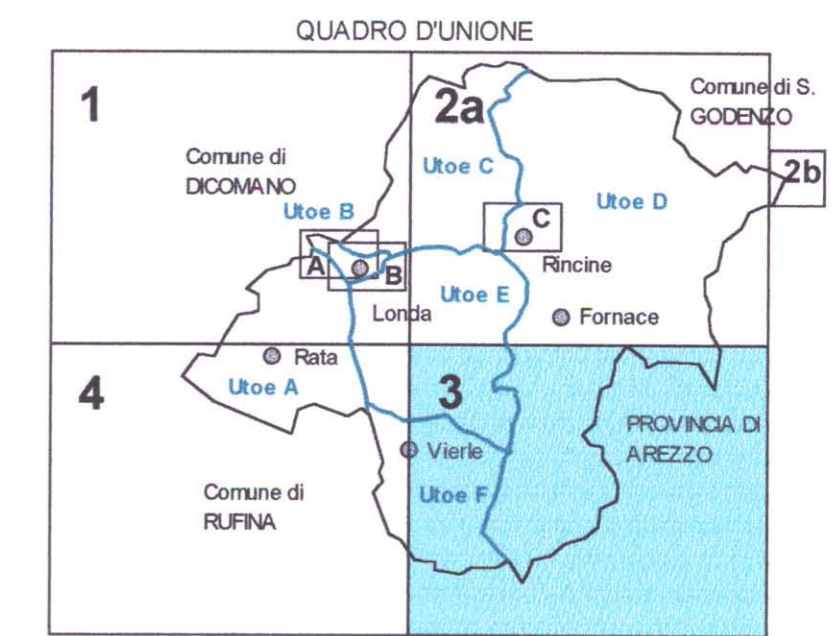 QUADRO D'UNIONE
1
2a
Comune di S.
GODENZO
Comune di
DICOMANO
Utoe C
2b
Utoe B
Utoe D
C
A
B
Rincine
Utoe E
Londa
Fornace
Rata
Utoe A
4
3
PROVINCIA DI
AREZZO
Vierle
Comune di
RUFINA
Utoe F